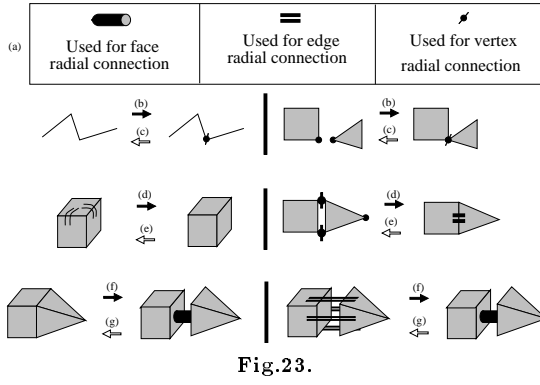 (a)
Used for face
radial connection
Used for edge
radial connection
Used for vertex
radial connection
(b)
(c)
(b)
(c)
(d)
(e)
(d)
(e)
(f)
(g)
(f)
(g)
Fig.23.